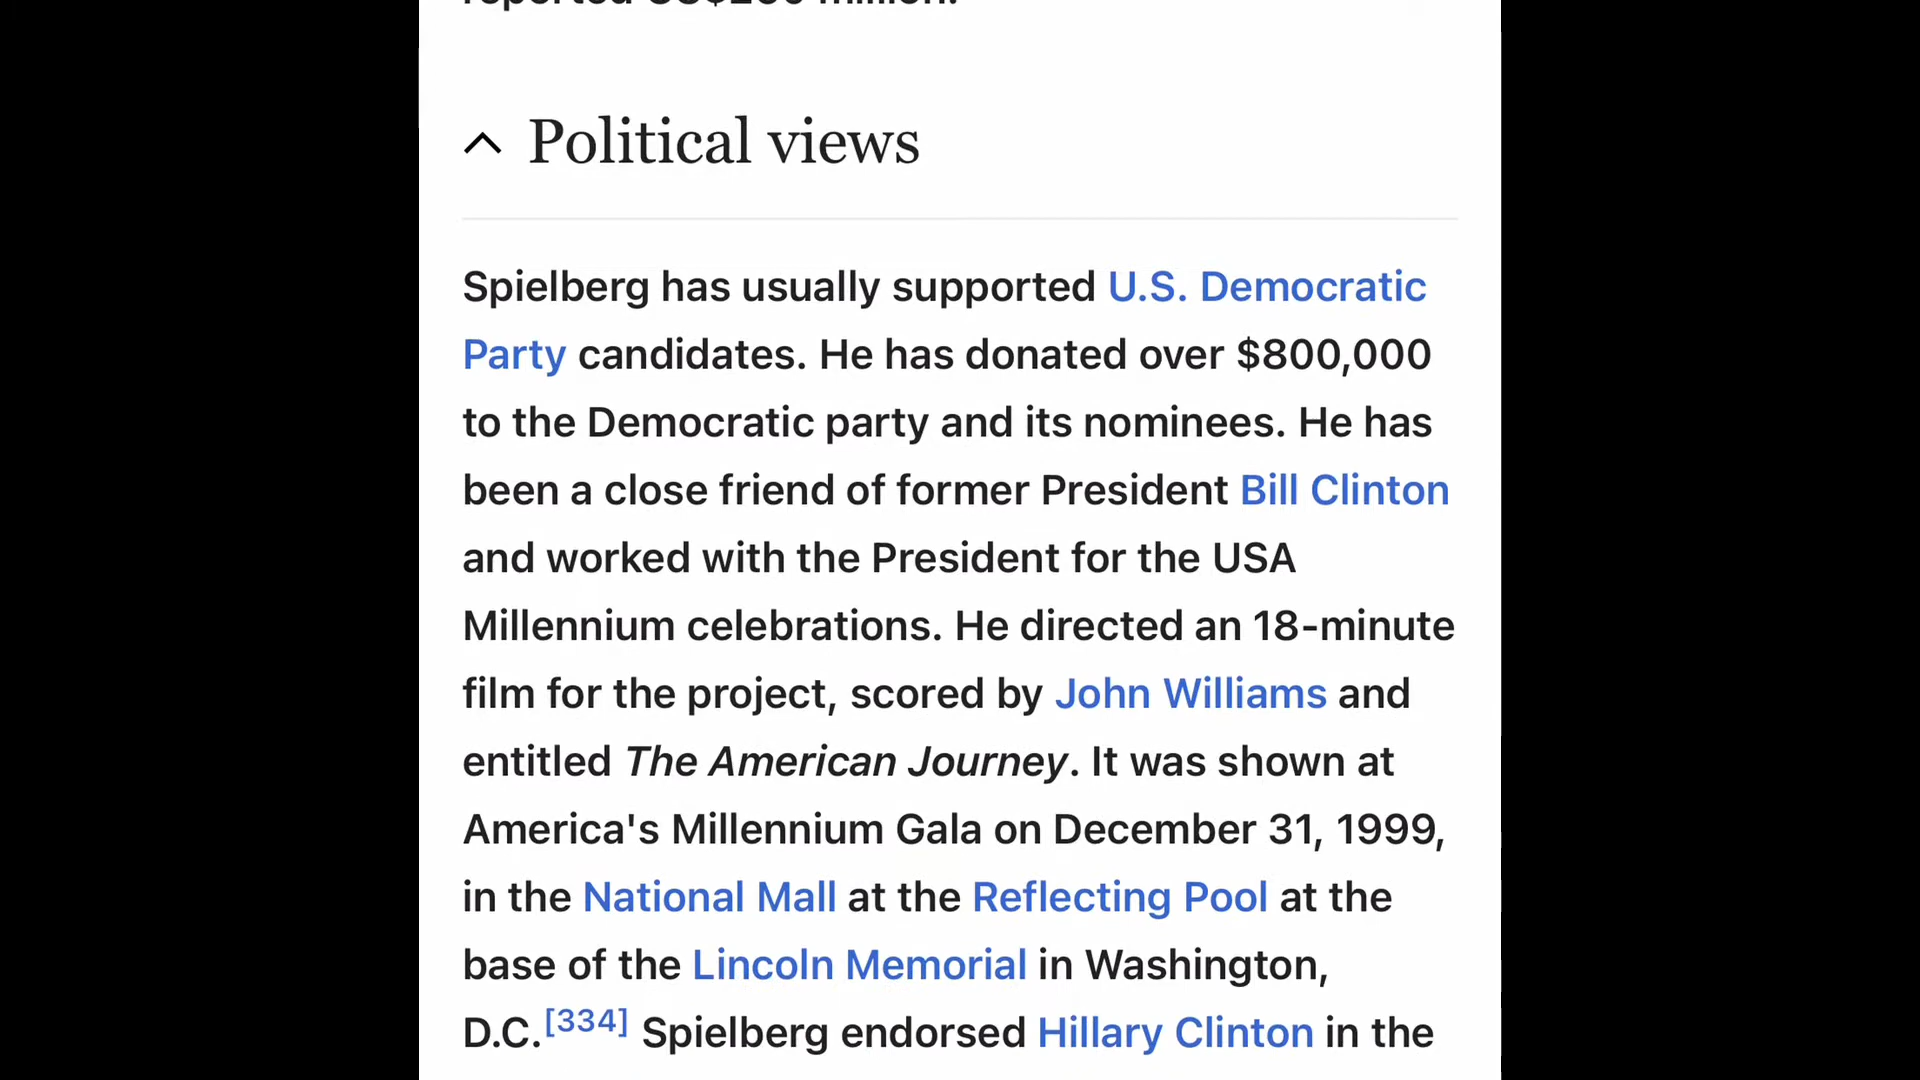 reported US$200 million.
Political views
Spielberg has usually supported U.S. Democratic
Party candidates. He has donated over $800,000
to the Democratic party and its nominees. He has
been a close friend of former President Bill Clinton
and worked with the President for the USA
Millennium celebrations. He directed an 18-minute
film for the project, scored by John Williams and
entitled The American Journey. It was shown at
America's Millennium Gala on December 31, 1999,
in the National Mall at the Reflecting Pool at the
base of the Lincoln Memorial in Washington,
D.C.[334] Spielberg endorsed Hillary Clinton in the